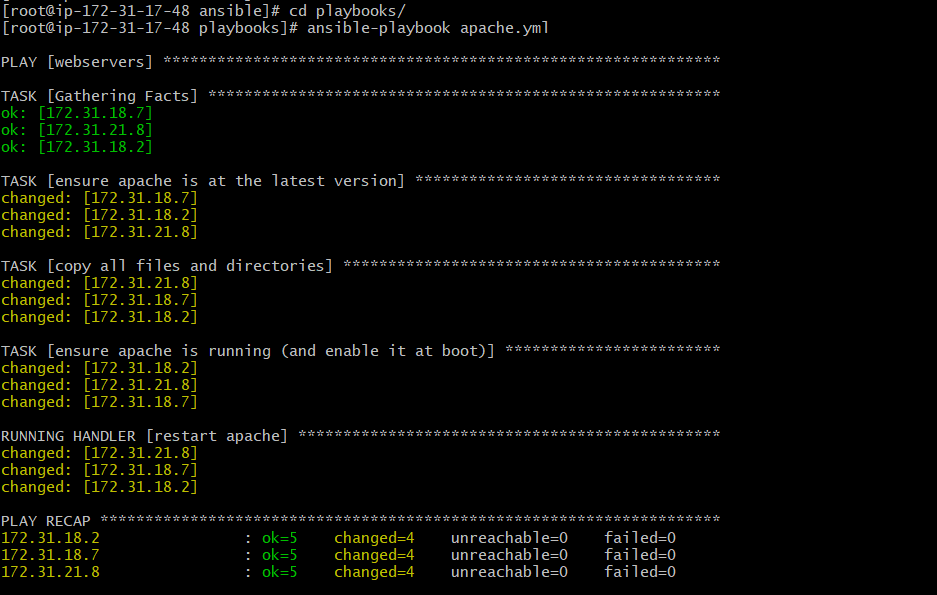 [root@ip-172-31-17-48 ansible]# cd playbooks/
[root@ip-172-31-17-48 playbooks]# ansible-playbook apache.yml
PLAY [webservers] **************************************************************
TASK [Gathering Facts] *********************************************************
ok: [172.31.18.7]
ok: [172.31.21.8]
ok: [172.31.18.2]
TASK [ensure apache is at the latest version] **********************************
changed: [172.31.18.7]
changed: [172.31.18.2]
changed: [172.31.21.8]
TASK [copy all files and directories] ******************************************
changed: [172.31.21.8]
changed: [172.31.18.7]
changed: [172.31.18.2]
TASK [ensure apache is running (and enable it at boot)] ************************
changed: [172.31.18.2]
changed: [172.31.21.8]
changed: [172.31.18.7]
RUNNING HANDLER [restart apache] ***********************************************
changed: [172.31.21.8]
changed: [172.31.18.7]
changed: [172.31.18.2]
PLAY RECAP *********************************************************************
172.31.18.2                : ok=5    changed=4    unreachable=0    failed=0
172.31.18.7                : ok=5    changed=4    unreachable=0    failed=0
172.31.21.8                : ok=5    changed=4    unreachable=0    failed=0